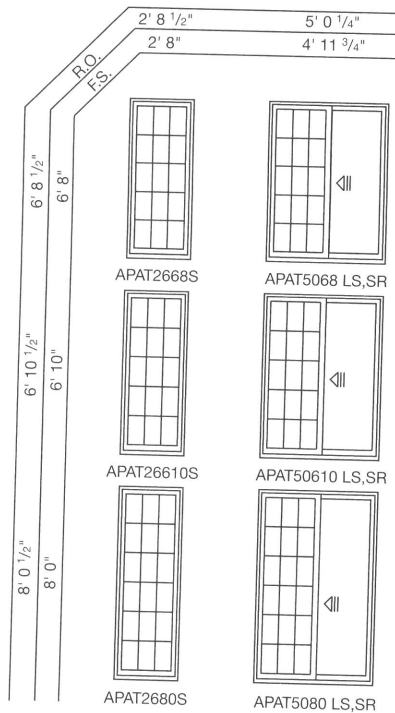 2' 8 1/2" 5' 0 1/4"
R.O.
2' 8" 4' 11 3/4"
F.S.
6' 8 1/2" 6' 8"
APAT2668S APAT5068 LS,SR
6' 10 1/2" 6' 10"
APAT26610S APAT50610 LS,SR
8' 0 1/2" 8' 0"
APAT2680S APAT5080 LS,SR